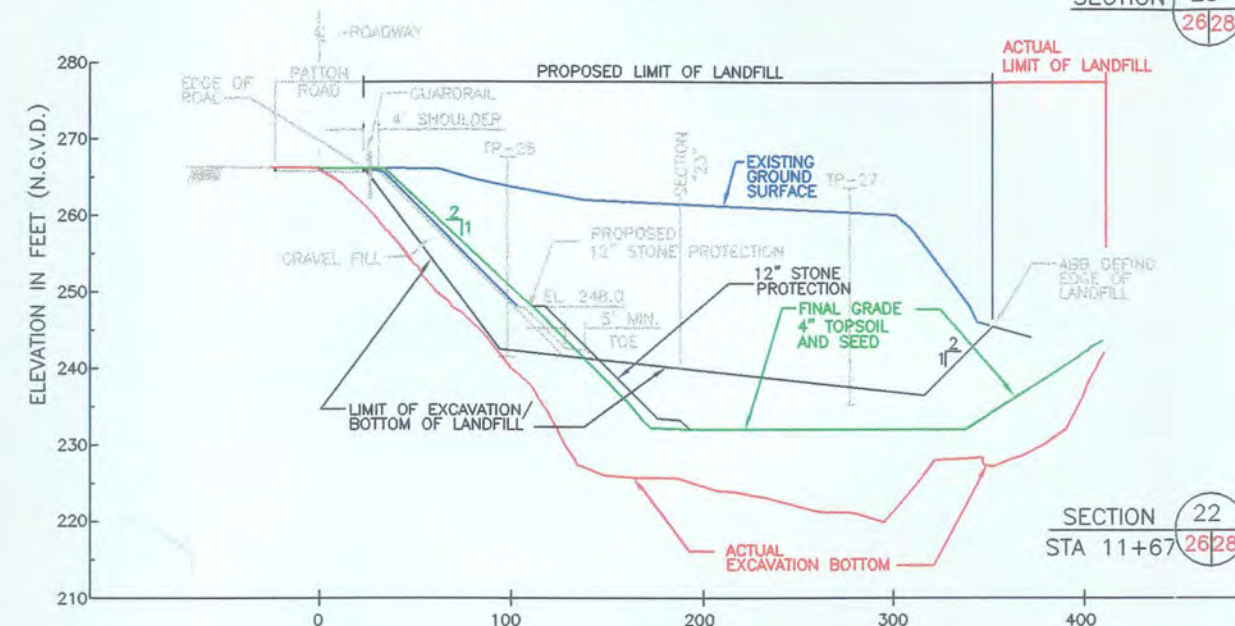 SECTION
26 28
℄ ROADWAY
ACTUAL
LIMIT OF LANDFILL
280
PATTON
ROAD
PROPOSED LIMIT OF LANDFILL
EDGE OF
ROAD
GUARDRAIL
4' SHOULDER
270
SECTION
"23"
EXISTING
GROUND
SURFACE
TP-27
260
2
1
PROPOSED
12" STONE PROTECTION
GRAVEL FILL
12" STONE
PROTECTION
EDGE OF
LANDFILL
250
EL 248.0
FINAL GRADE
4" TOPSOIL
AND SEED
5' MIN.
TOE
2
1
240
ELEVATION IN FEET (N.G.V.D.)
LIMIT OF EXCAVATION/
BOTTOM OF LANDFILL
230
220
SECTION 22
STA 11+67 26 28
ACTUAL
EXCAVATION BOTTOM
210
0 100 200 300 400